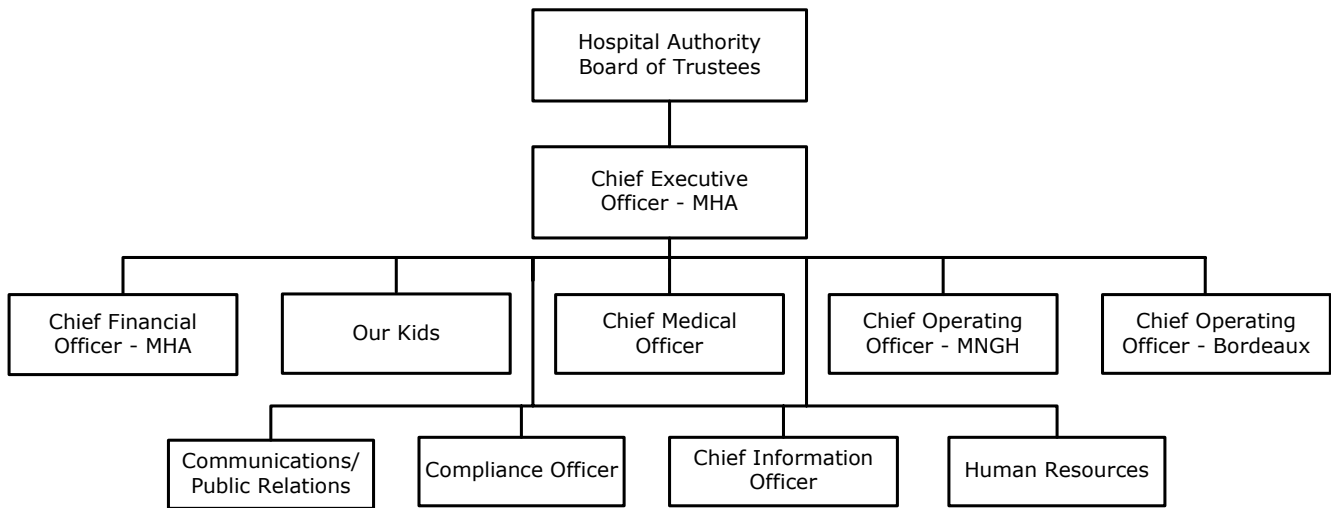 Hospital Authority
Board of Trustees
Chief Executive
Officer - MHA
Chief Financial
Officer - MHA
Our Kids
Chief Medical
Officer
Chief Operating
Officer - MNGH
Chief Operating
Officer - Bordeaux
Communications/
Public Relations
Compliance Officer
Chief Information
Officer
Human Resources